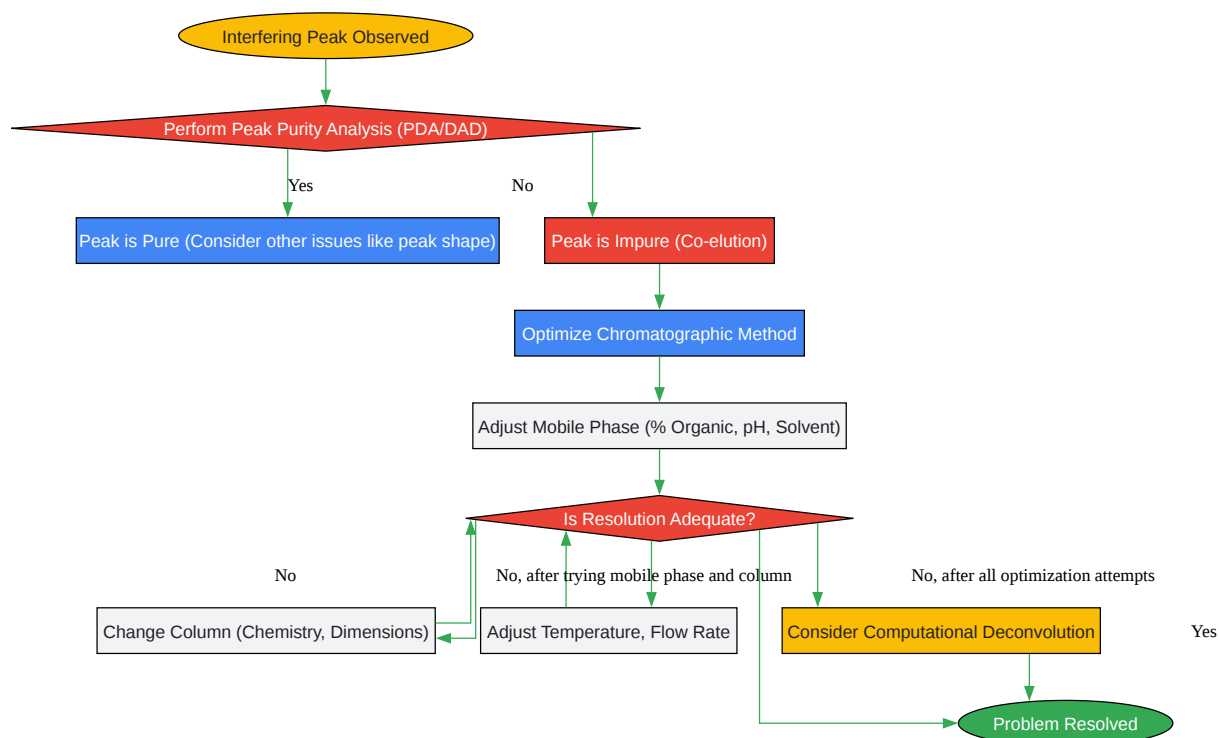 Interfering Peak Observed
Perform Peak Purity Analysis (PDA/DAD)
Yes
No
Peak is Pure (Consider other issues like peak shape)
Peak is Impure (Co-elution)
Optimize Chromatographic Method
Adjust Mobile Phase (% Organic, pH, Solvent)
Is Resolution Adequate?
No
No, after trying mobile phase and column
No, after all optimization attempts
Change Column (Chemistry, Dimensions)
Adjust Temperature, Flow Rate
Consider Computational Deconvolution
Yes
Problem Resolved